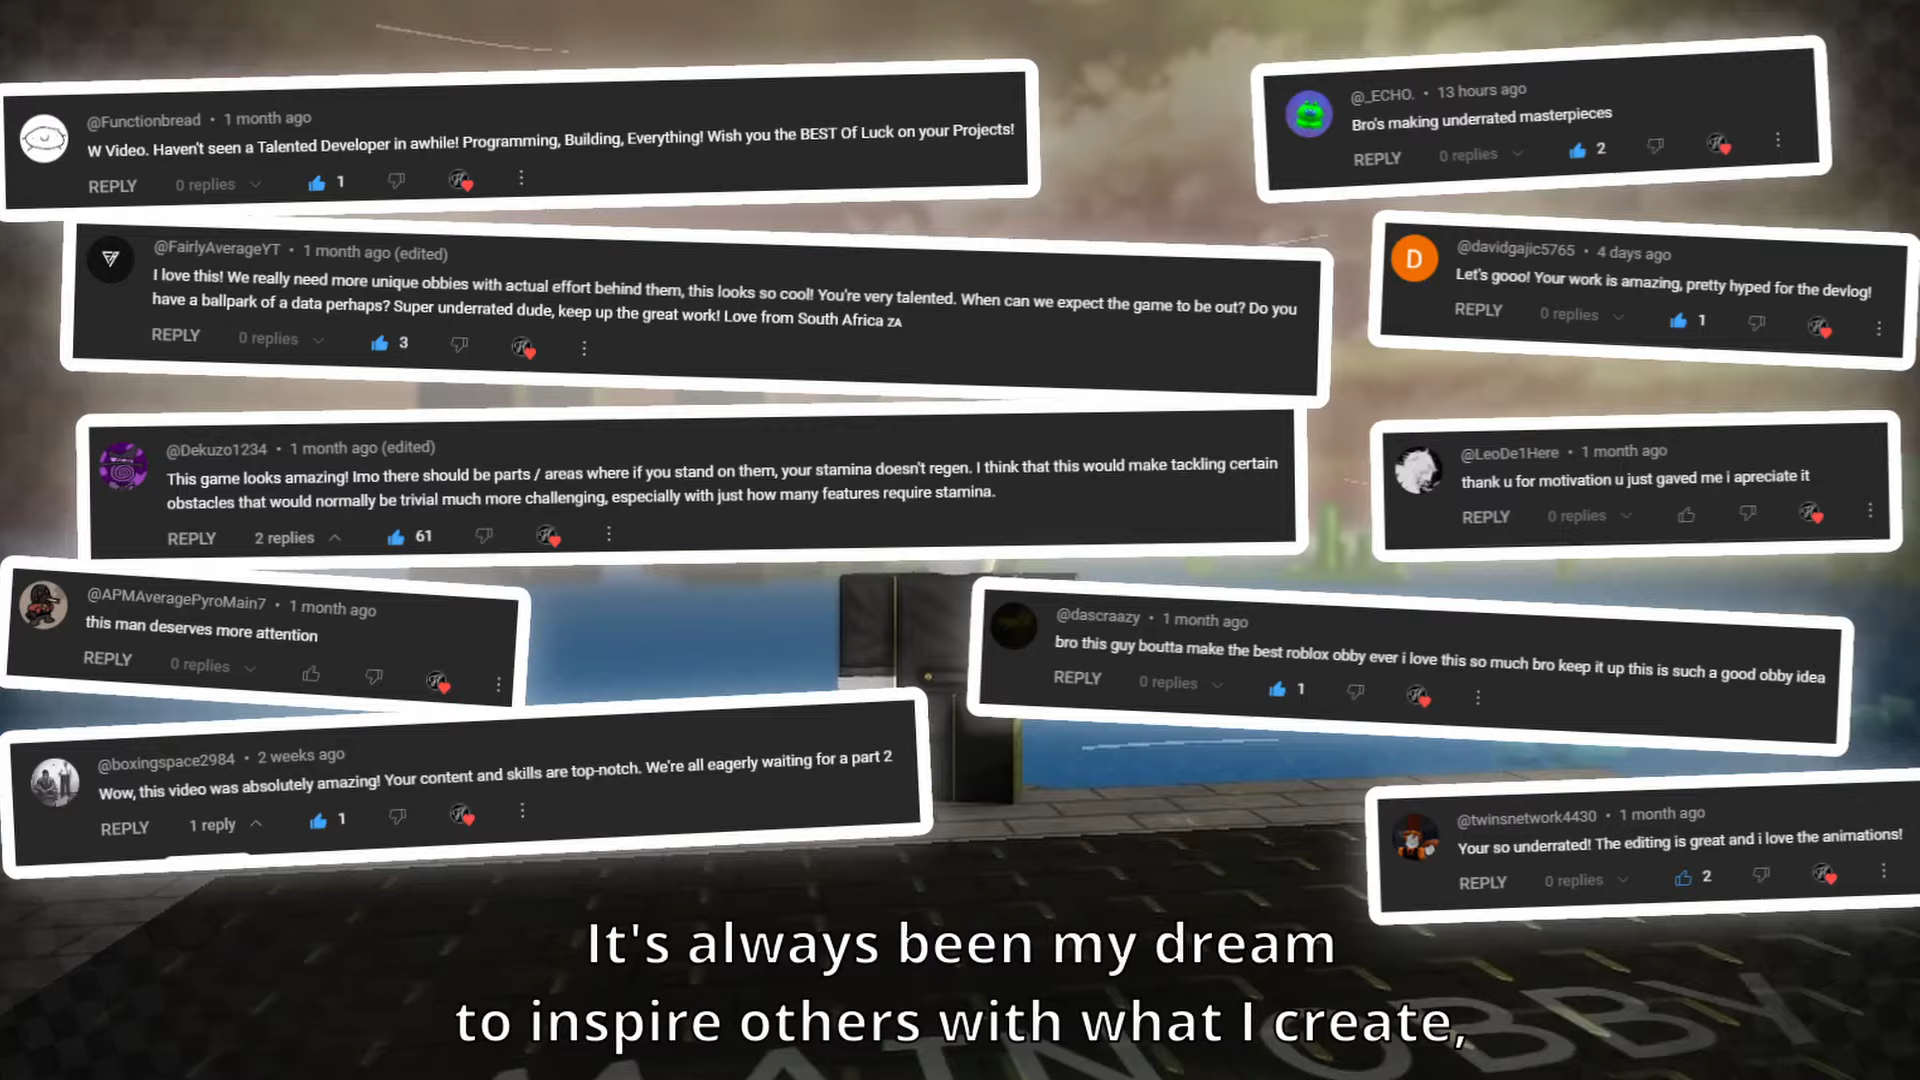 @Functionbread • 1 month ago
W Video. Haven't seen a Talented Developer in awhile! Programming, Building, Everything! Wish you the BEST Of Luck on your Projects!
REPLY 0 replies 1
@_ECHO. • 13 hours ago
Bro's making underrated masterpieces
REPLY 0 replies 2
@FairlyAverageYT • 1 month ago (edited)
I love this! We really need more unique obbies with actual effort behind them, this looks so cool! You're very talented. When can we expect the game to be out? Do you
have a ballpark of a data perhaps? Super underrated dude, keep up the great work! Love from South Africa ZA
REPLY 0 replies 3
D
@davidgajic5765 • 4 days ago
Let's gooo! Your work is amazing, pretty hyped for the devlog!
REPLY 0 replies 1
@Dekuzo1234 • 1 month ago (edited)
This game looks amazing! Imo there should be parts / areas where if you stand on them, your stamina doesn't regen. I think that this would make tackling certain
obstacles that would normally be trivial much more challenging, especially with just how many features require stamina.
REPLY 2 replies 61
@LeoDe1Here • 1 month ago
thank u for motivation u just gaved me i apreciate it
REPLY 0 replies
@APMAveragePyroMain7 • 1 month ago
this man deserves more attention
REPLY 0 replies
@dascraazy • 1 month ago
bro this guy boutta make the best roblox obby ever i love this so much bro keep it up this is such a good obby idea
REPLY 0 replies 1
@boxingspace2984 • 2 weeks ago
Wow, this video was absolutely amazing! Your content and skills are top-notch. We're all eagerly waiting for a part 2
REPLY 1 reply 1
@twinsnetwork4430 • 1 month ago
Your so underrated! The editing is great and i love the animations!
REPLY 0 replies 2
It's always been my dream
to inspire others with what I create,
OBBY